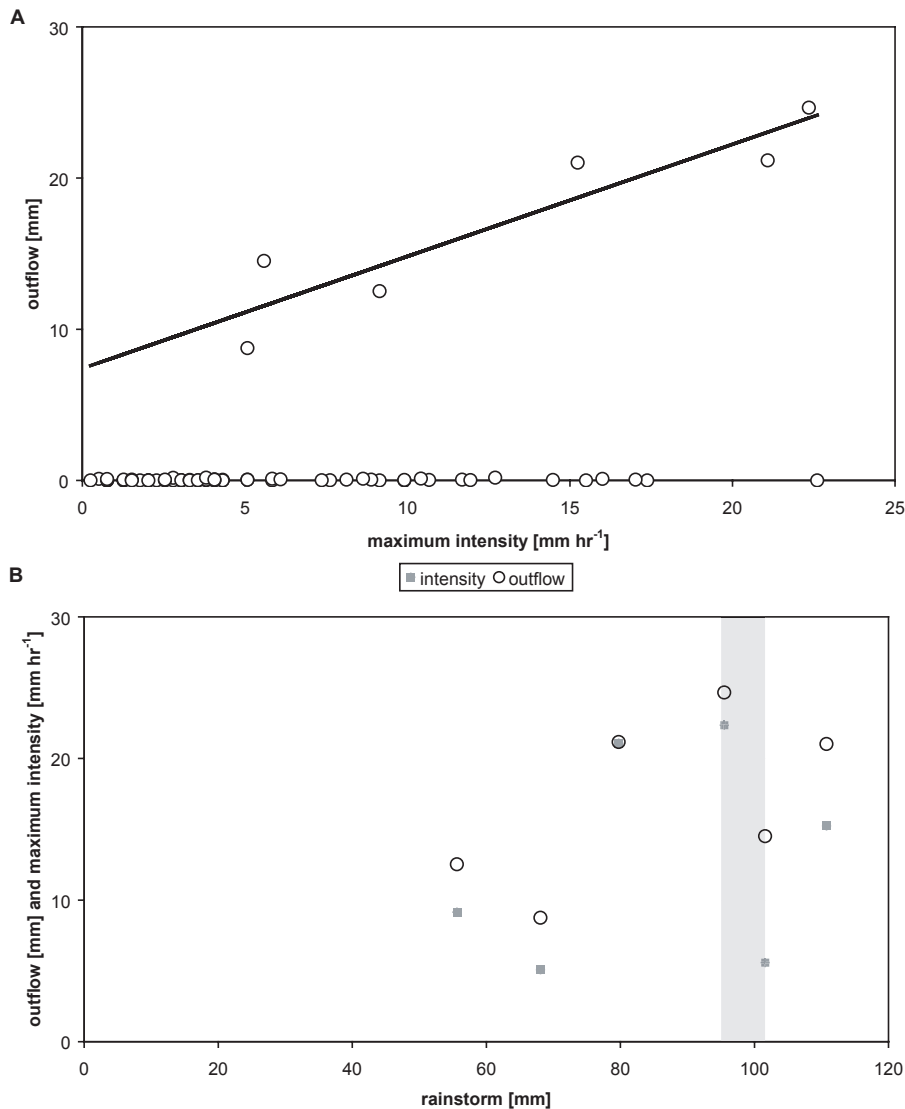 A
30
20
10
0
outflow [mm]
0 5 10 15 20 25
maximum intensity [mm hr-1]
B
intensity outflow
30
20
10
0
outflow [mm] and maximum intensity [mm hr-1]
0 20 40 60 80 100 120
rainstorm [mm]